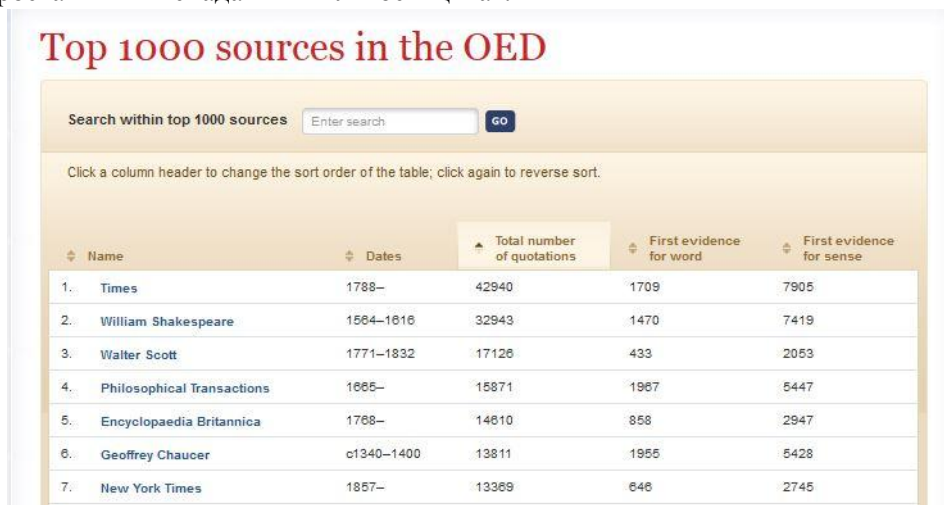 Top 1000 sources in the OED
Search within top 1000 sources Enter search GO
Click a column header to change the sort order of the table; click again to reverse sort.
Name Dates Total number of quotations First evidence for word First evidence for sense
1. Times 1788– 42940 1709 7905
2. William Shakespeare 1564–1616 32943 1470 7419
3. Walter Scott 1771–1832 17126 433 2053
4. Philosophical Transactions 1665– 15871 1967 5447
5. Encyclopaedia Britannica 1768– 14610 858 2947
6. Geoffrey Chaucer c1340–1400 13811 1955 5428
7. New York Times 1857– 13369 646 2745